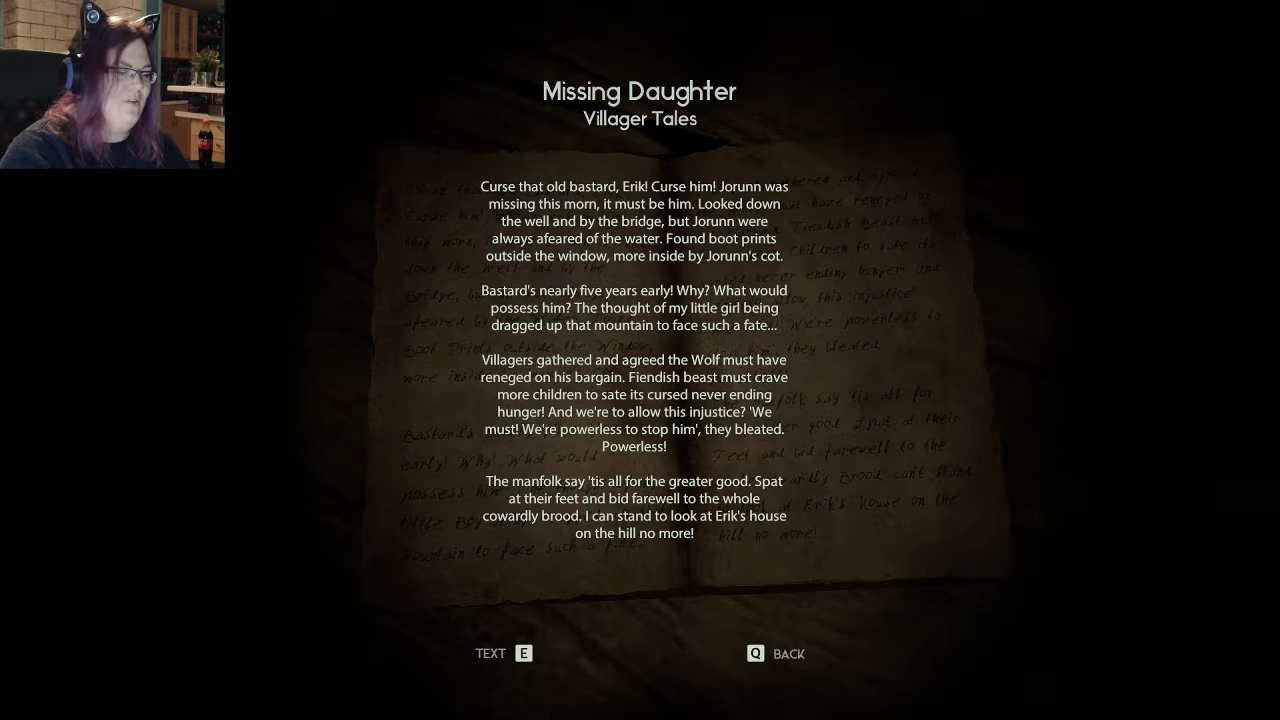 Missing Daughter
Villager Tales
Curse that old bastard, Erik! Curse him! Jorunn was
missing this morn, it must be him. Looked down
the well and by the bridge, but Jorunn were
always afeared of the water. Found boot prints
outside the window, more inside by Jorunn's cot.
Bastard's nearly five years early! Why? What would
possess him? The thought of my little girl being
dragged up that mountain to face such a fate...
Villagers gathered and agreed the Wolf must have
reneged on his bargain. Fiendish beast must crave
more children to sate its cursed never ending
hunger! And we're to allow this injustice? 'We
must! We're powerless to stop him', they bleated.
Powerless!
The manfolk say 'tis all for the greater good. Spat
at their feet and bid farewell to the whole
cowardly brood. I can stand to look at Erik's house
on the hill no more!
TEXT E
Q BACK